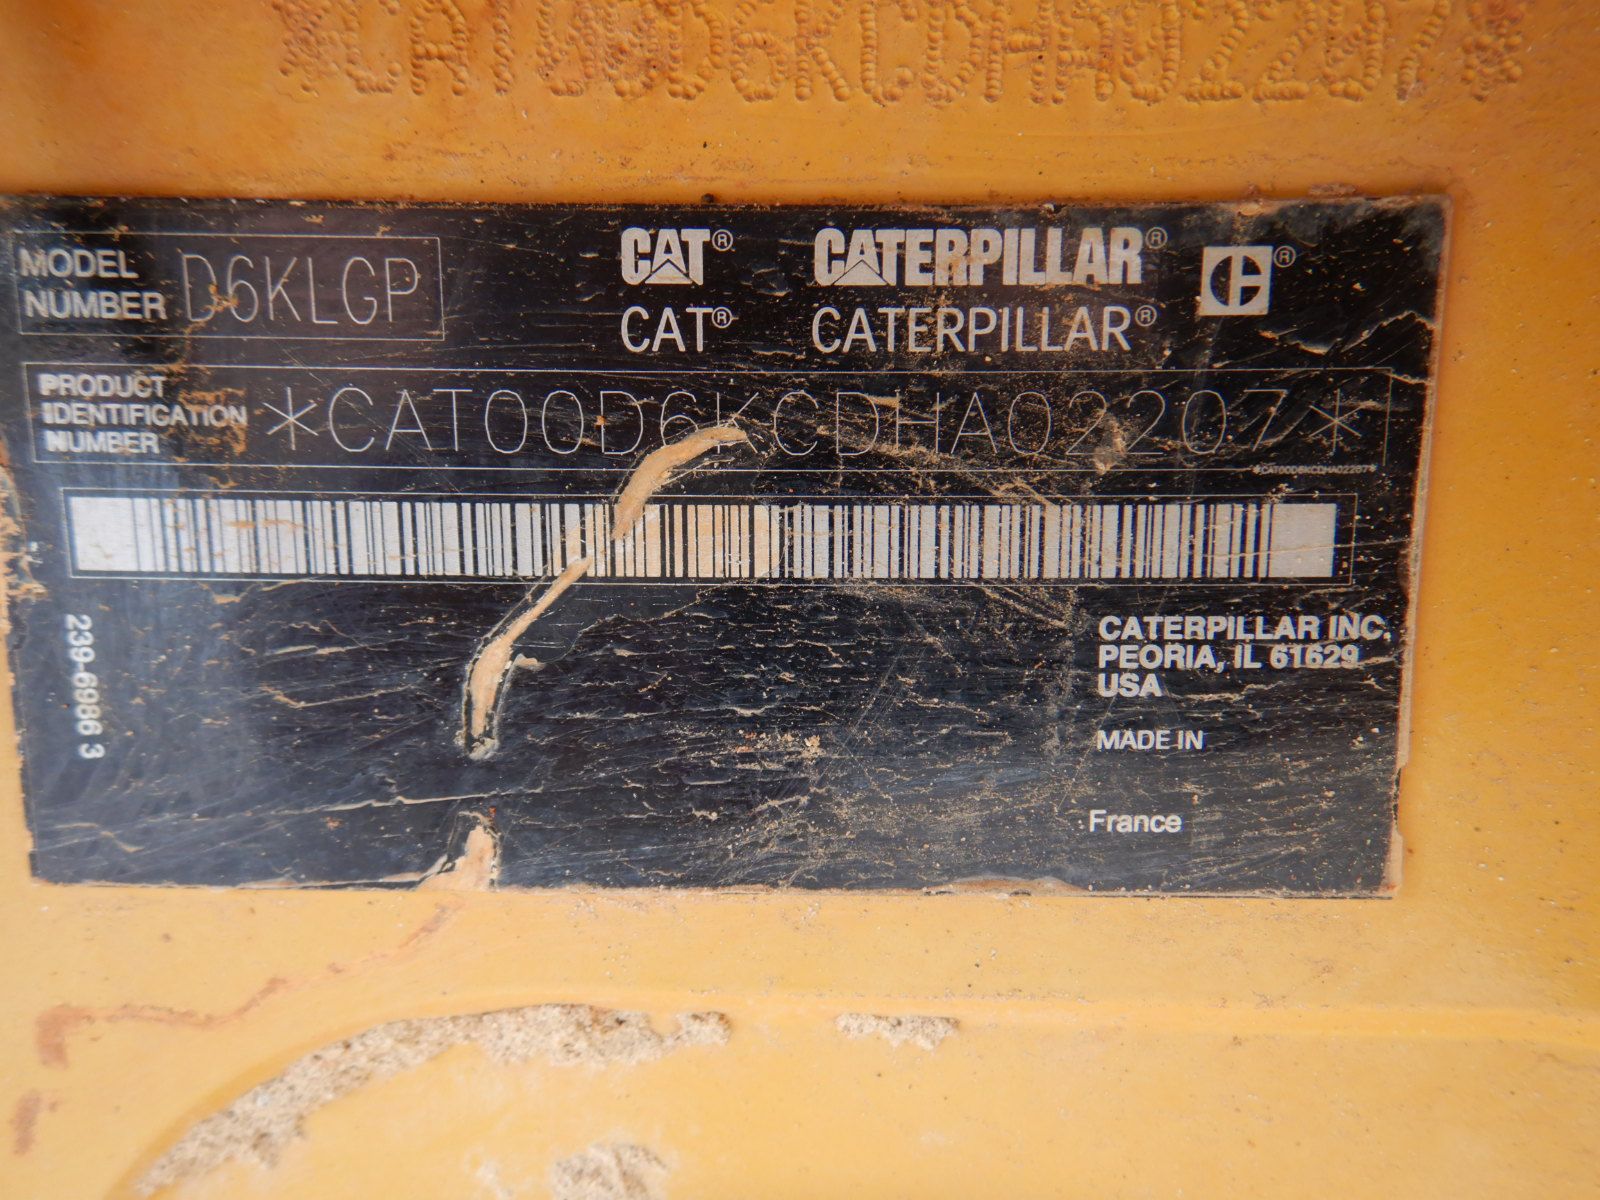 *CAT00D6KCDHA02207*
MODEL NUMBER D6KLGP
CAT® CATERPILLAR® ®
CAT® CATERPILLAR®
PRODUCT IDENTIFICATION NUMBER *CAT00D6KCDHA02207*
*CAT00D6KCDHA02207*
239-6986 3
CATERPILLAR INC.
PEORIA, IL 61629
USA
MADE IN
France